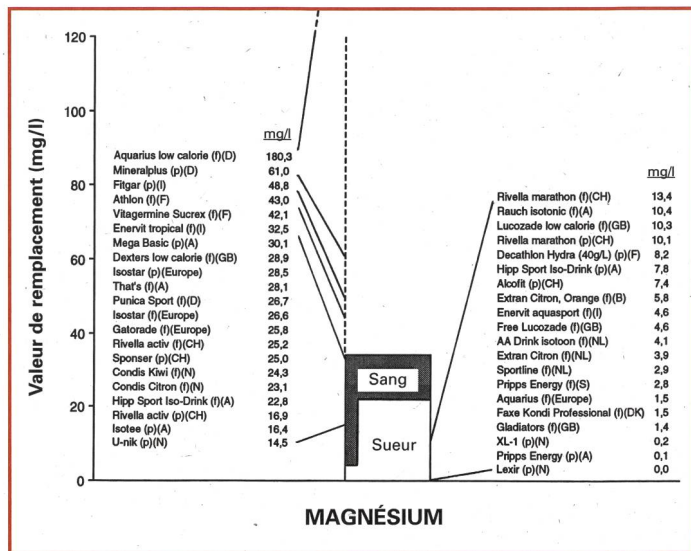 Valeur de remplacement (mg/l)
120
100
80
60
40
20
0
mg/l
Aquarius low calorie (f)(D) 180,3
Mineralplus (p)(D) 61,0
Fitgar (p)(I) 48,8
Athlon (f)(F) 43,0
Vitagermine Sucrex (f)(F) 42,1
Enervit tropical (f)(I) 32,5
Mega Basic (p)(A) 30,1
Dexters low calorie (f)(GB) 28,9
Isostar (p)(Europe) 28,5
That's (f)(A) 28,1
Punica Sport (f)(D) 26,7
Isostar (f)(Europe) 26,6
Gatorade (f)(Europe) 25,8
Rivella activ (f)(CH) 25,2
Sponser (p)(CH) 25,0
Condis Kiwi (f)(N) 24,3
Condis Citron (f)(N) 23,1
Hipp Sport Iso-Drink (f)(A) 22,8
Rivella activ (p)(CH) 16,9
Isotee (p)(A) 16,4
U-nik (p)(N) 14,5
Sang
Sueur
mg/l
Rivella marathon (f)(CH) 13,4
Rauch isotonic (f)(A) 10,4
Lucozade low calorie (f)(GB) 10,3
Rivella marathon (p)(CH) 10,1
Decathlon Hydra (40g/L) (p)(F) 8,2
Hipp Sport Iso-Drink (p)(A) 7,8
Alcofit (p)(CH) 7,4
Extran Citron, Orange (f)(B) 5,8
Enervit aquasport (f)(I) 4,6
Free Lucozade (f)(GB) 4,6
AA Drink isotoon (f)(NL) 4,1
Extran Citron (f)(NL) 3,9
Sportline (f)(NL) 2,9
Pripps Energy (f)(S) 2,8
Aquarius (f)(Europe) 1,5
Faxe Kondi Professional (f)(DK) 1,5
Gladiators (f)(GB) 1,4
XL-1 (p)(N) 0,2
Pripps Energy (p)(A) 0,1
Lexir (p)(N) 0,0
MAGNÉSIUM